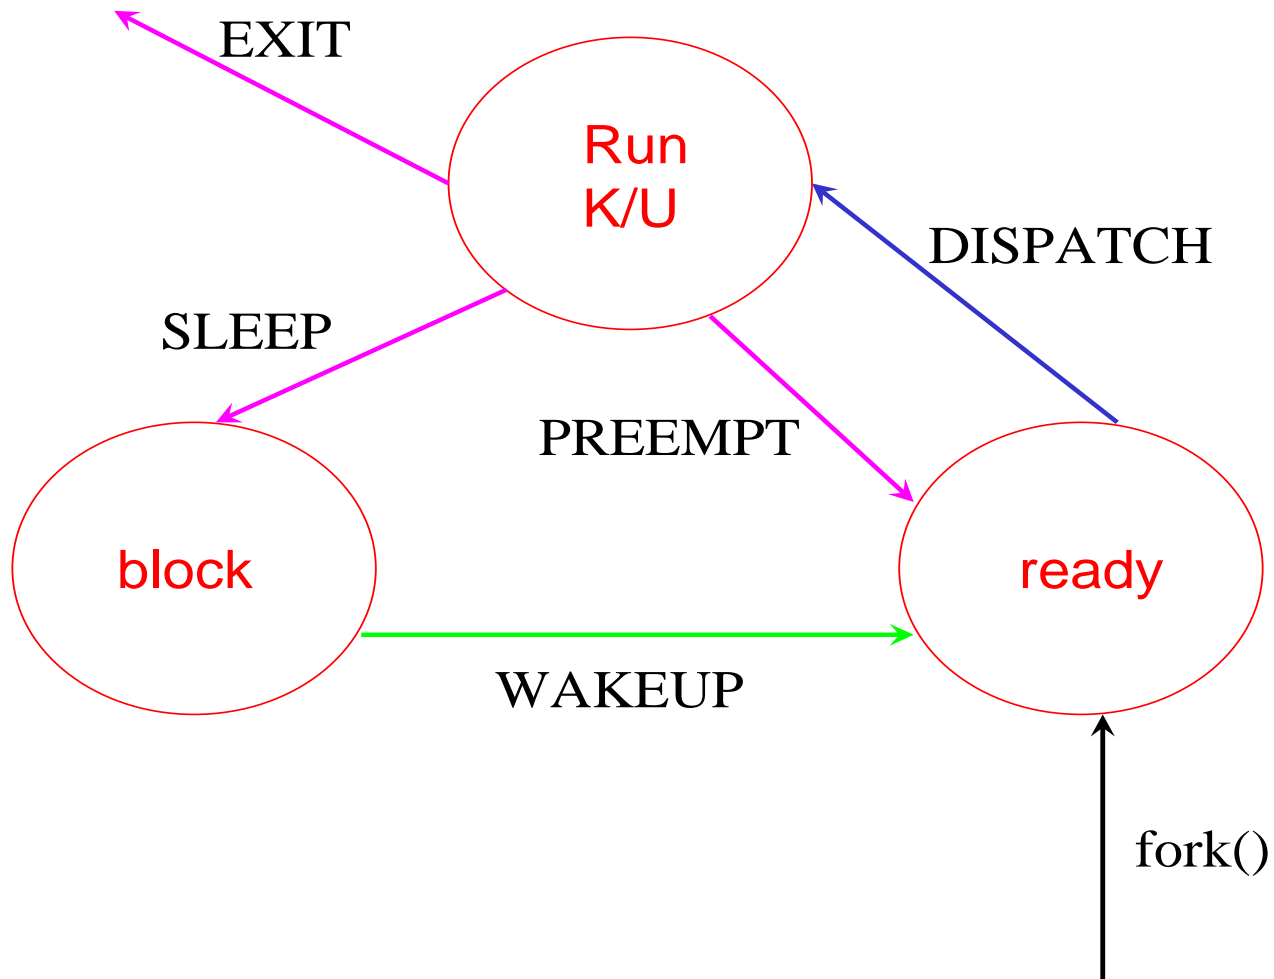 EXIT
Run
K/U
DISPATCH
SLEEP
PREEMPT
block
ready
WAKEUP
fork()